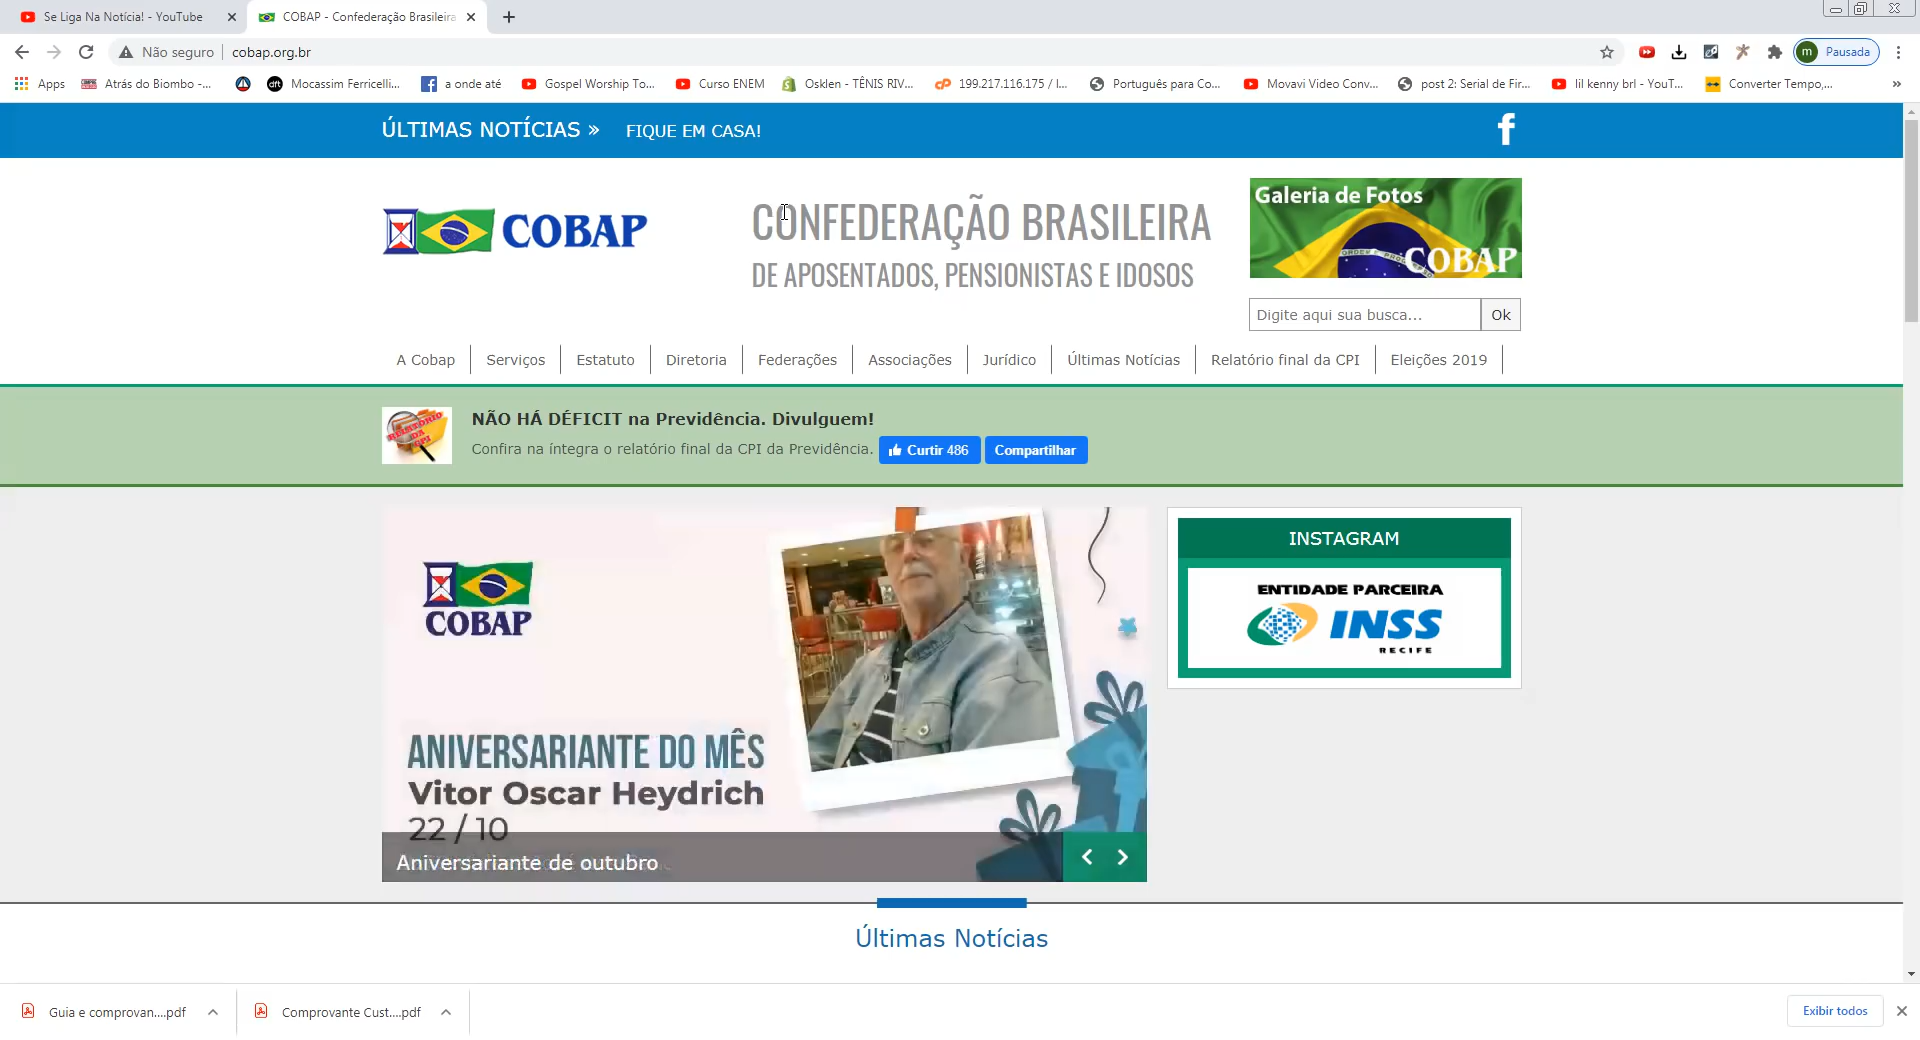 Se Liga Na Notícia! - YouTube
COBAP - Confederação Brasileira
Não seguro
cobap.org.br
m Pausada
Apps
Atrás do Biombo -...
dft
Mocassim Ferricelli...
a onde até
Gospel Worship To...
Curso ENEM
Osklen - TÊNIS RIV...
199.217.116.175 / l...
Português para Co...
Movavi Video Conv...
post 2: Serial de Fir...
lil kenny brl - YouT...
Converter Tempo,...
ÚLTIMAS NOTÍCIAS »
FIQUE EM CASA!
COBAP
CONFEDERAÇÃO BRASILEIRA
DE APOSENTADOS, PENSIONISTAS E IDOSOS
Galeria de Fotos
COBAP
Digite aqui sua busca...
Ok
A Cobap
Serviços
Estatuto
Diretoria
Federações
Associações
Jurídico
Últimas Notícias
Relatório final da CPI
Eleições 2019
RELATÓRIO
DA
CPI
NÃO HÁ DÉFICIT na Previdência. Divulguem!
Confira na íntegra o relatório final da CPI da Previdência.
Curtir 486
Compartilhar
COBAP
ANIVERSARIANTE DO MÊS
Vitor Oscar Heydrich
22 / 10
Aniversariante de outubro
INSTAGRAM
ENTIDADE PARCEIRA
INSS
RECIFE
Últimas Notícias
Guia e comprovan....pdf
Comprovante Cust....pdf
Exibir todos